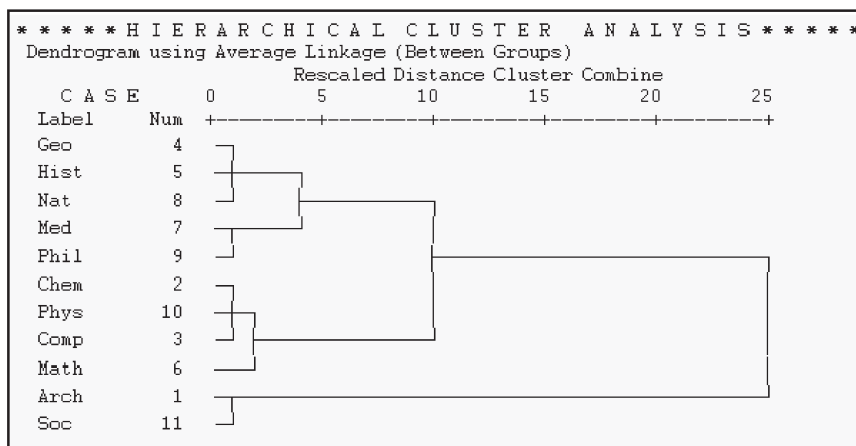 * * * * * H I E R A R C H I C A L C L U S T E R A N A L Y S I S * * * * *
Dendrogram using Average Linkage (Between Groups)
Rescaled Distance Cluster Combine
C A S E 0 5 10 15 20 25
Label Num +---------+---------+---------+---------+---------+
Geo 4
Hist 5
Nat 8
Med 7
Phil 9
Chem 2
Phys 10
Comp 3
Math 6
Arch 1
Soc 11